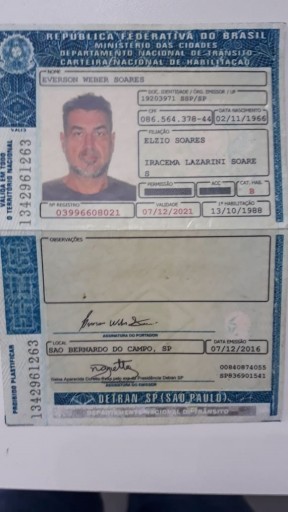 REPÚBLICA FEDERATIVA DO BRASIL
MINISTÉRIO DAS CIDADES
DEPARTAMENTO NACIONAL DE TRÂNSITO
CARTEIRA NACIONAL DE HABILITAÇÃO
NOME
EVERSON WEBER SOARES
DOC. IDENTIDADE / ÓRG. EMISSOR / UF
19203971 SSP/SP
CPF
DATA NASCIMENTO
086.564.378-44
02/11/1966
FILIAÇÃO
ELZIO SOARES
IRACEMA LAZARINI SOARE
S
PERMISSÃO
ACC
CAT. HAB.
B
Nº REGISTRO
VALIDADE
1ª HABILITAÇÃO
03996608021
07/12/2021
13/10/1988
VÁLIDA EM TODO
O TERRITÓRIO NACIONAL
1342961263
OBSERVAÇÕES
ASSINATURA DO PORTADOR
LOCAL
DATA EMISSÃO
SAO BERNARDO DO CAMPO, SP
07/12/2016
00840874055
SPR36901541
ASSINATURA DO EMISSOR
PROIBIDO PLASTIFICAR
1342961263
DETRAN SP (SÃO PAULO)
DEPARTAMENTO NACIONAL DE TRÂNSITO